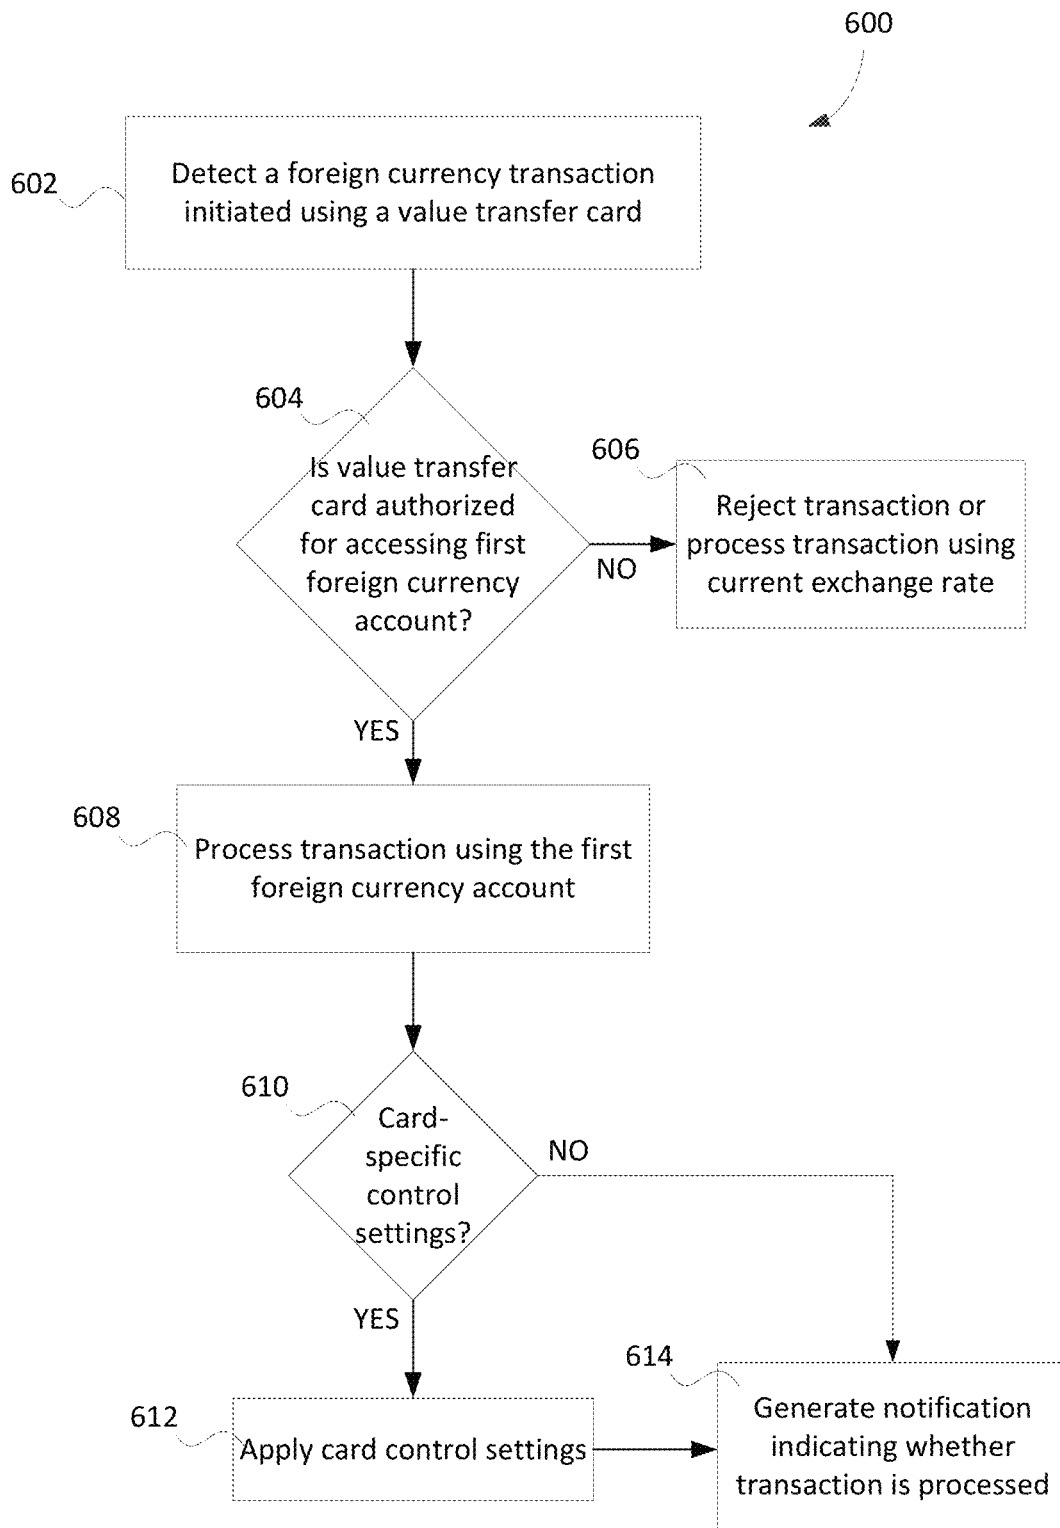 600
602
Detect a foreign currency transaction
initiated using a value transfer card
604
Is value transfer
card authorized
for accessing first
foreign currency
account?
606
Reject transaction or
process transaction using
current exchange rate
NO
YES
608
Process transaction using the first
foreign currency account
610
Card-
specific
control
settings?
NO
YES
612
Apply card control settings
614
Generate notification
indicating whether
transaction is processed